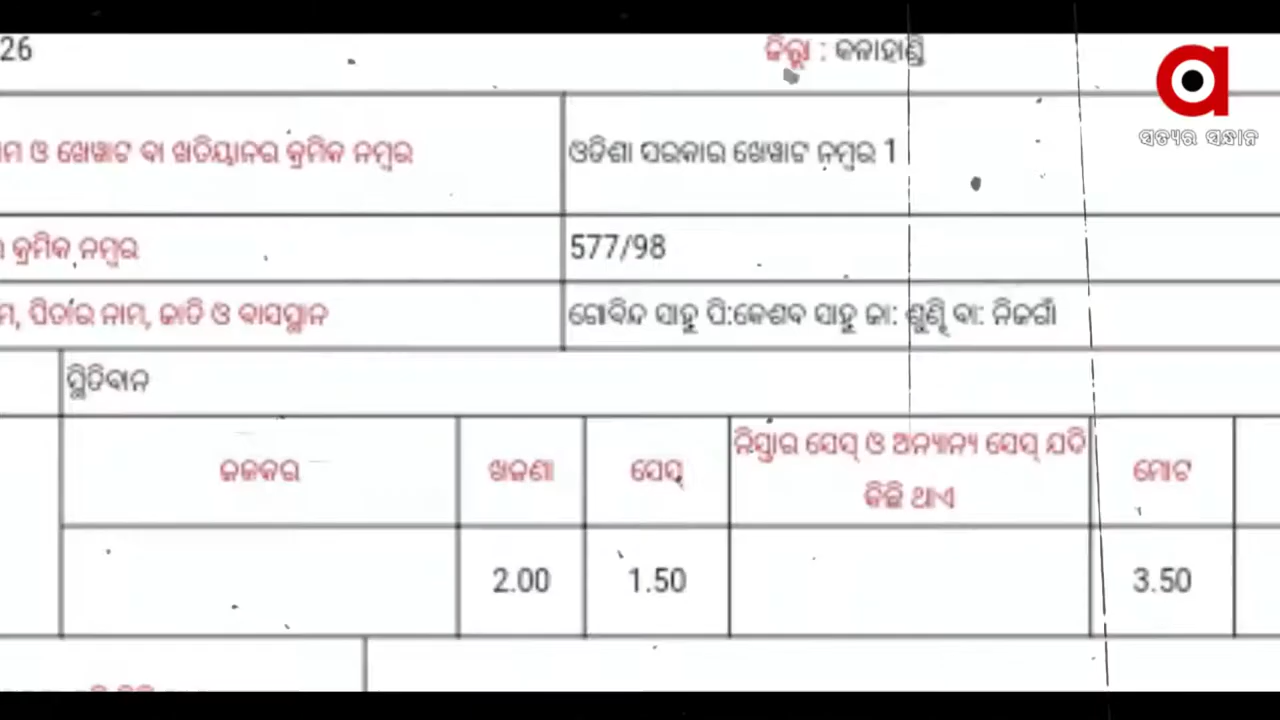 26
ଜିଲ୍ଲା : କଳାହାଣ୍ଡି
ସତ୍ୟର ସନ୍ଧାନ
ଓ ଖେୱାଟ ବା ଖତିୟାନର କ୍ରମିକ ନମ୍ବର
ଓଡିଶା ସରକାର ଖେୱାଟ ନମ୍ବର 1
କ୍ରମିକ ନମ୍ବର
577/98
ପିତାର ନାମ, ଜାତି ଓ ବାସସ୍ଥାନ
ଗୋବିନ୍ଦ ସାହୁ ପି:କେଶବ ସାହୁ ଜା: ଶୁଣ୍ଢି ବା: ନିଜଗାଁ
ସ୍ଥିତିବାନ
ଜଳକର
ଖଜଣା
ସେସ୍
ନିସ୍ତାର ସେସ୍ ଓ ଅନ୍ୟାନ୍ୟ ସେସ୍ ଯଦି
କିଛି ଥାଏ
ମୋଟ
2.00
1.50
3.50